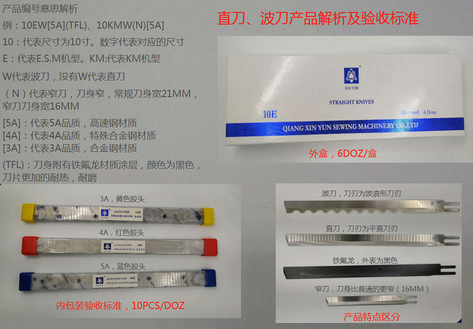 直刀、波刀产品解析及验收标准
产品编号意思解析
例：10EW[5A](TFL)、10KMW(N)[5A]
10：代表尺寸为10寸。数字代表对应的尺寸
E：代表E.S.M机型。KM:代表KM机型
W代表波刀，没有W代表直刀
（N）代表窄刀，刀身窄，常规刀身宽21MM，
窄刀刀身宽16MM
[5A]：代表5A品质，高速钢材质
[4A]：代表4A品质，特殊合金钢材质
[3A]：代表3A品质，合金钢材质
(TFL)：刀身附有铁氟龙材质涂层，颜色为黑色，
刀片更加的耐热，耐磨
QIXIYUN
STRAIGHT KNIVES
10E
6 Doz
QIANG XIN YUN SEWING MACHINERY CO.,LTD
外盒，6DOZ/盒
3A，黄色胶头
4A，红色胶头
5A，蓝色胶头
内包装验收标准，10PCS/DOZ
波刀，刀刃为波浪形刀刃
直刀，刀刃为平直刀刃
铁氟龙，外表为黑色
窄刀，刀身比普通的更窄（16MM）
产品特点区分